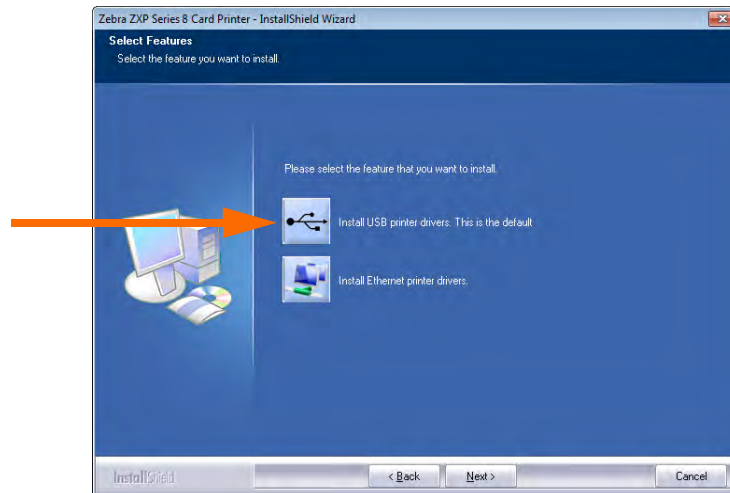 Zebra ZXP Series 8 Card Printer - InstallShield Wizard
Select Features
Select the feature you want to install.
Please select the feature that you want to install.
Install USB printer drivers. This is the default
Install Ethernet printer drivers.
InstallShield
< Back
Next >
Cancel